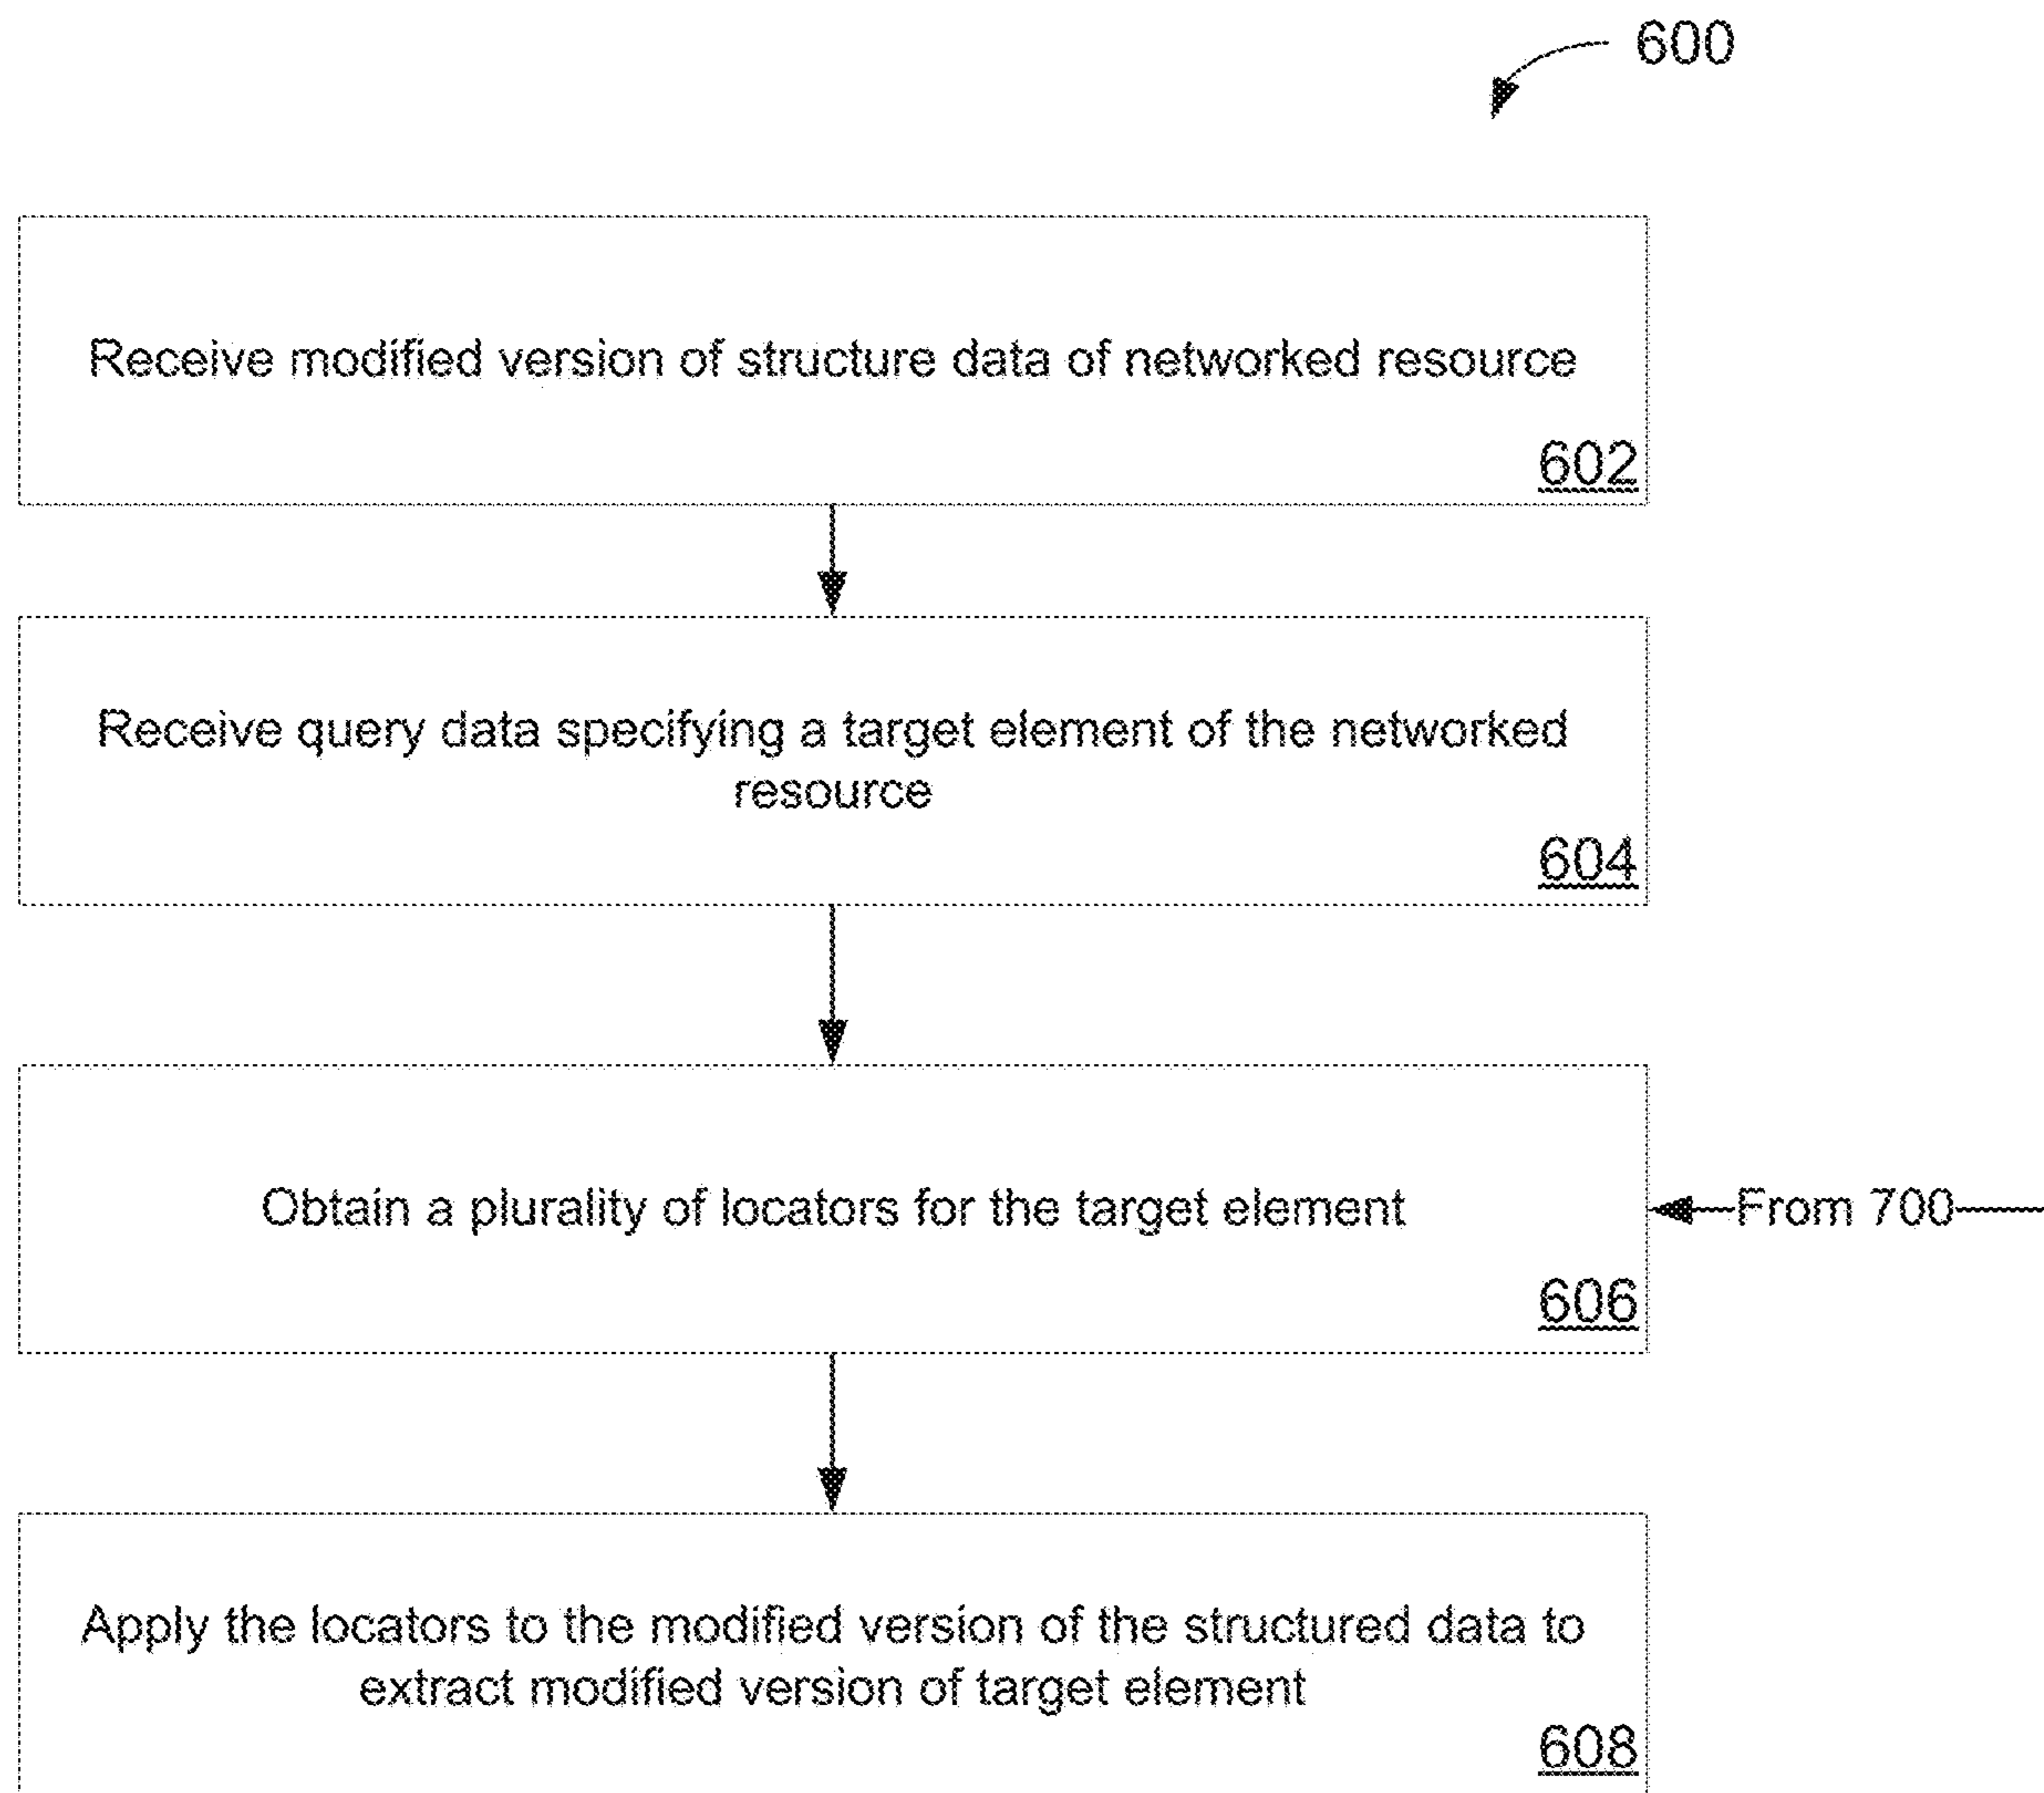 600
Receive modified version of structure data of networked resource
602
Receive query data specifying a target element of the networked
resource
604
Obtain a plurality of locators for the target element
From 700
606
Apply the locators to the modified version of the structured data to
extract modified version of target element
608